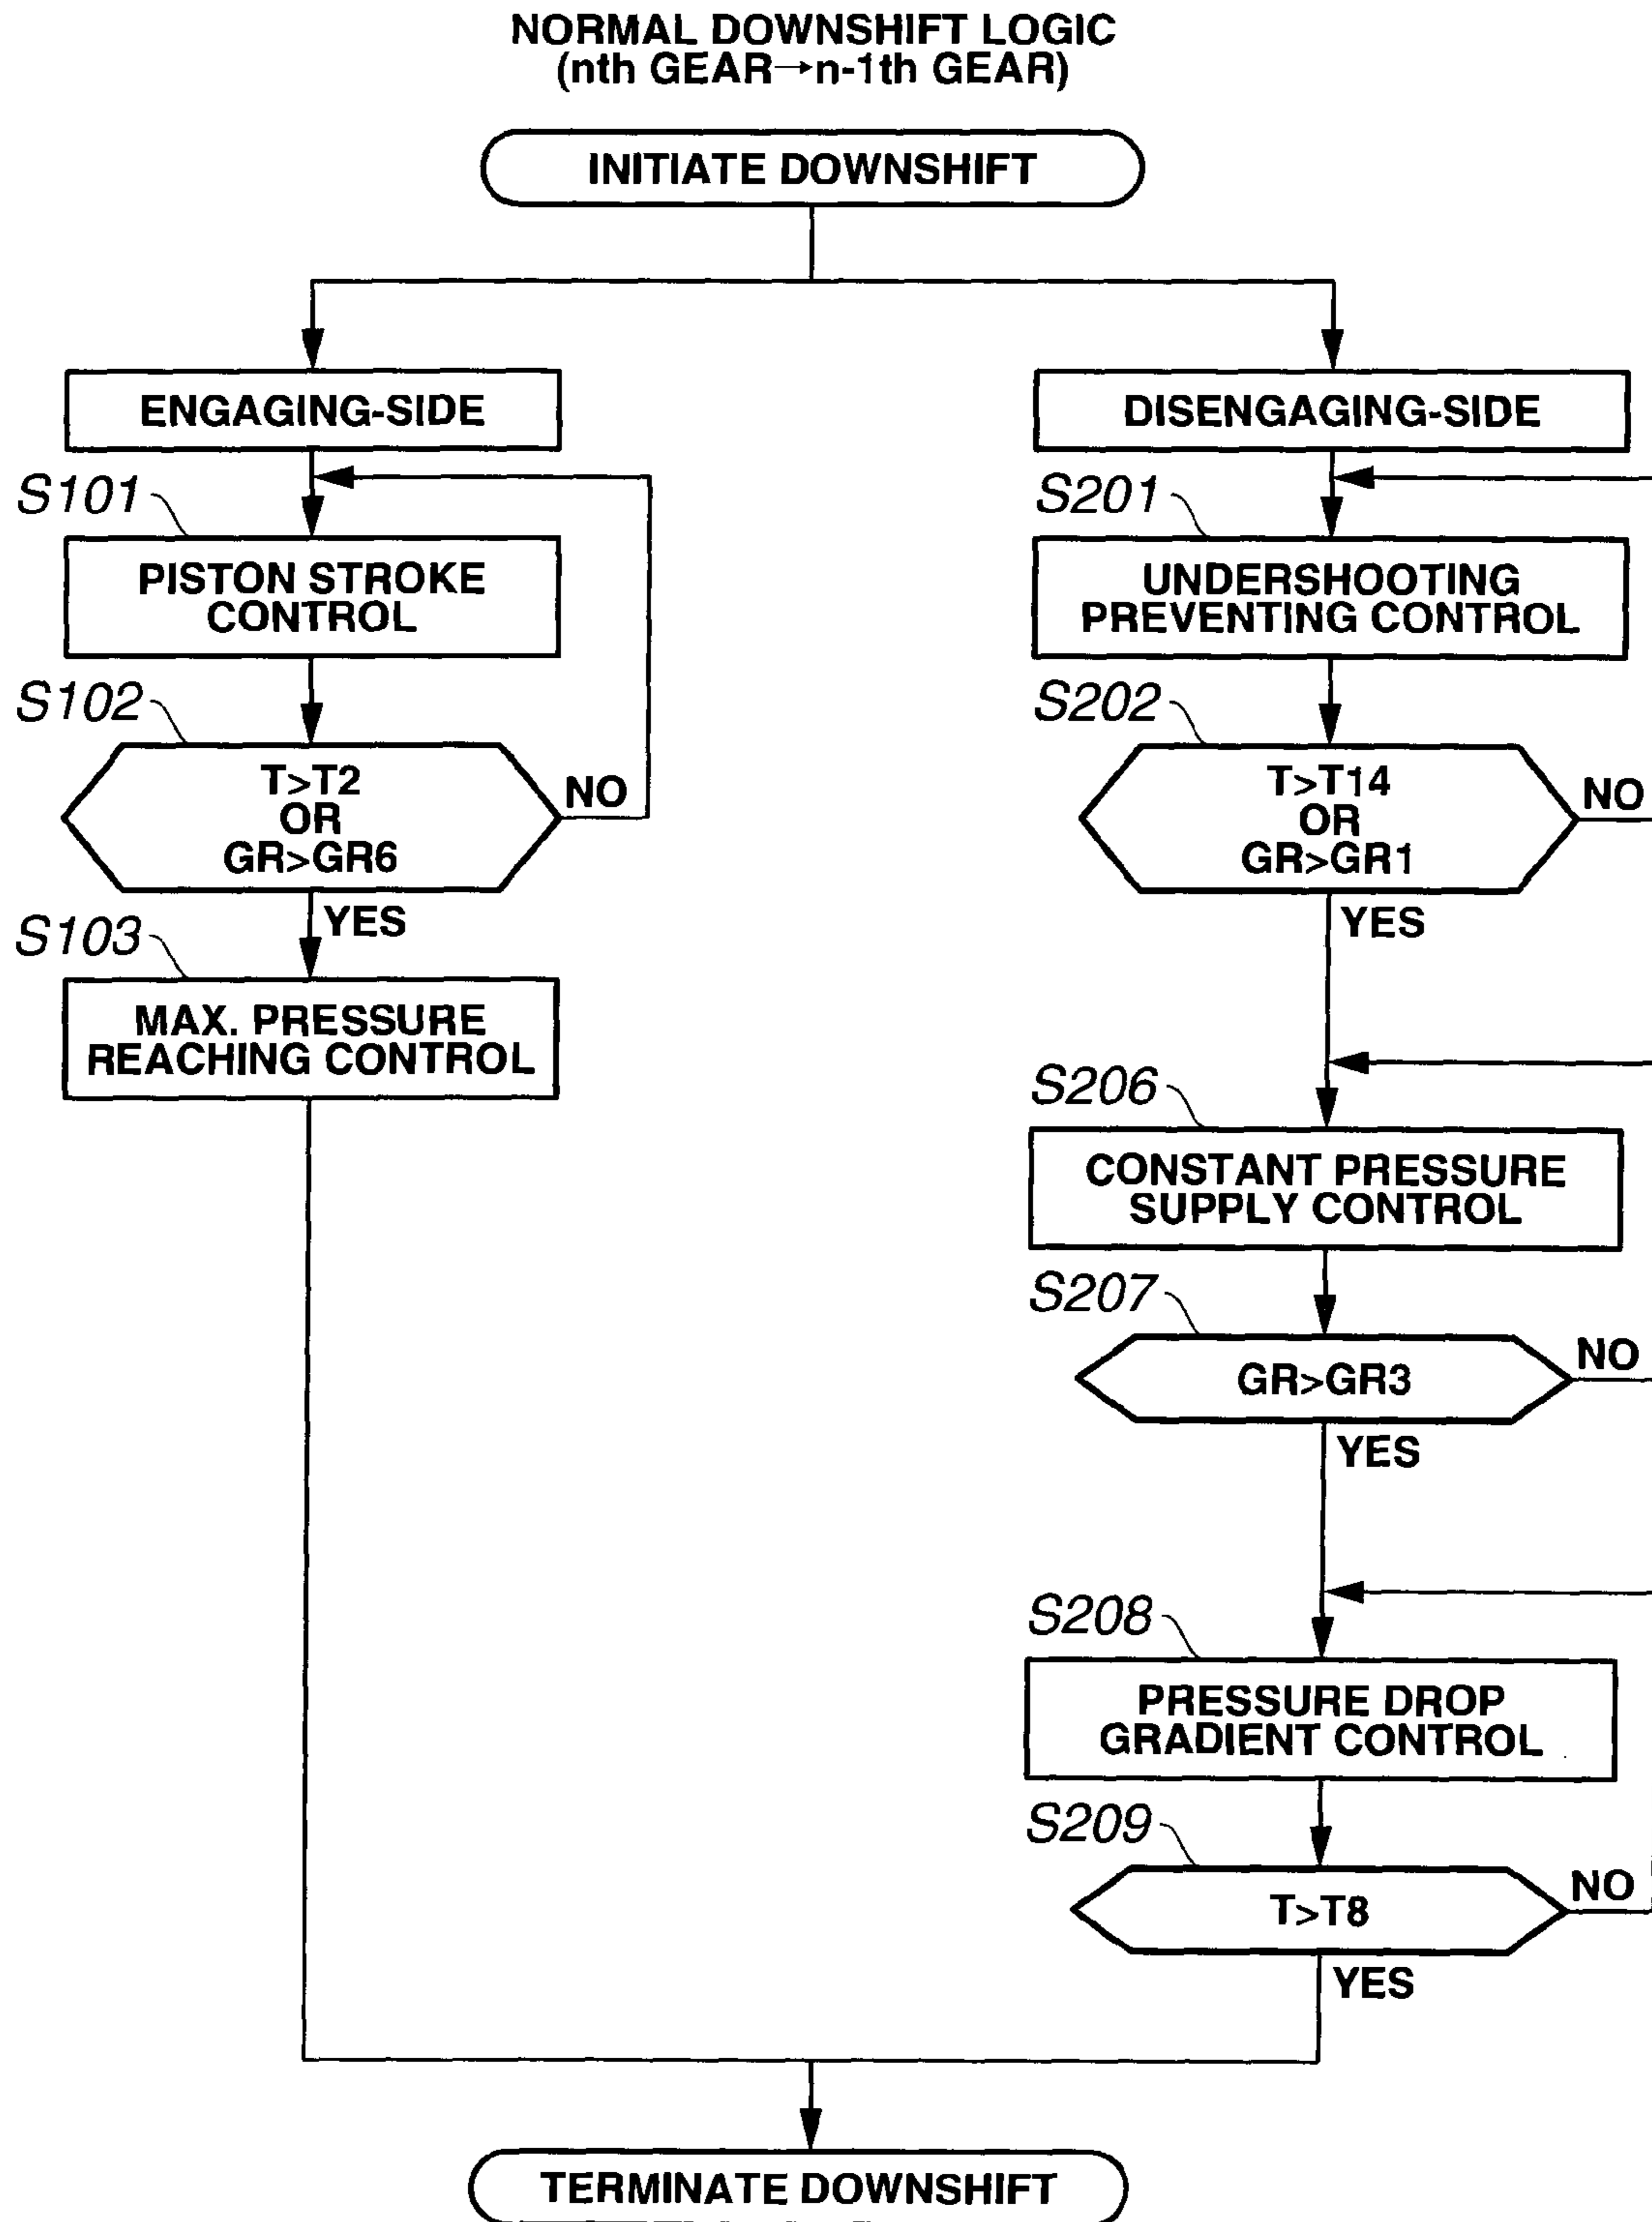 NORMAL DOWNSHIFT LOGIC
(nth GEAR→n-1th GEAR)
INITIATE DOWNSHIFT
ENGAGING-SIDE
S101
PISTON STROKE
CONTROL
S102
T>T2
OR
GR>GR6
NO
YES
S103
MAX. PRESSURE
REACHING CONTROL
DISENGAGING-SIDE
S201
UNDERSHOOTING
PREVENTING CONTROL
S202
T>T14
OR
GR>GR1
NO
YES
S206
CONSTANT PRESSURE
SUPPLY CONTROL
S207
GR>GR3
NO
YES
S208
PRESSURE DROP
GRADIENT CONTROL
S209
T>T8
NO
YES
TERMINATE DOWNSHIFT